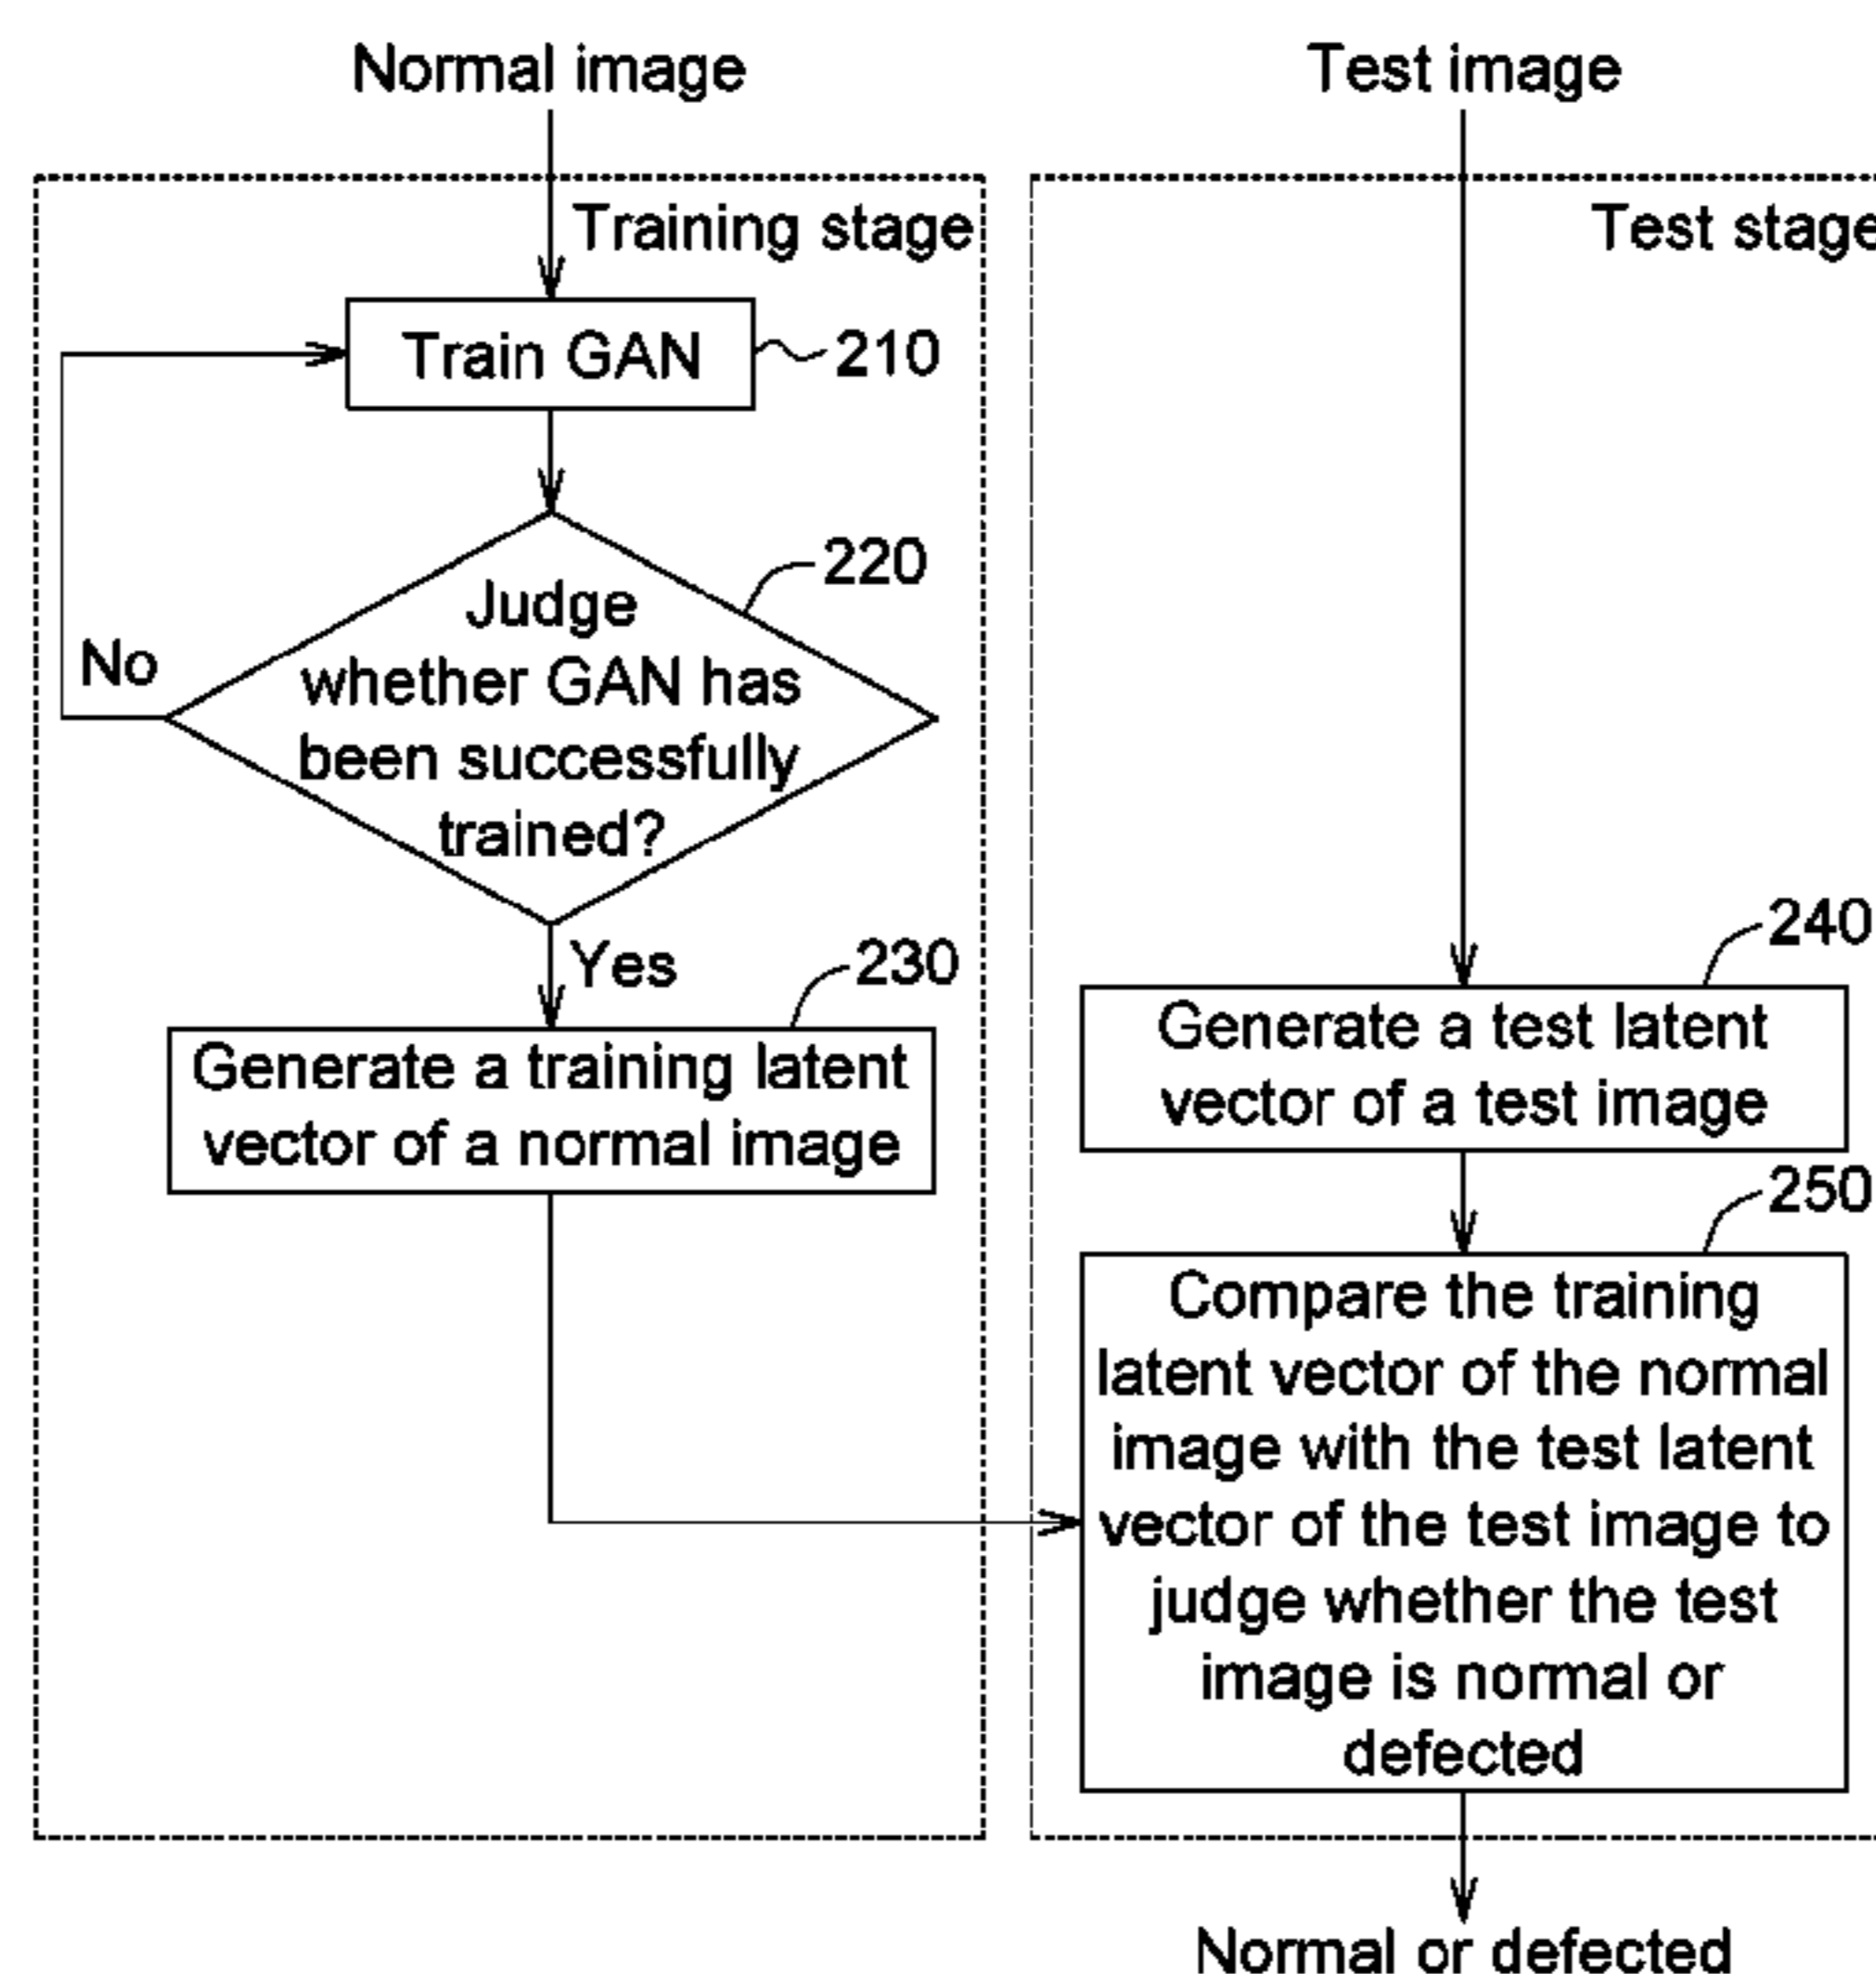 Normal image
Training stage
Train GAN
210
220
Judge
whether GAN has
been successfully
trained?
No
Yes
230
Generate a training latent
vector of a normal image
Test image
Test stage
240
Generate a test latent
vector of a test image
250
Compare the training
latent vector of the normal
image with the test latent
vector of the test image to
judge whether the test
image is normal or
defected
Normal or defected